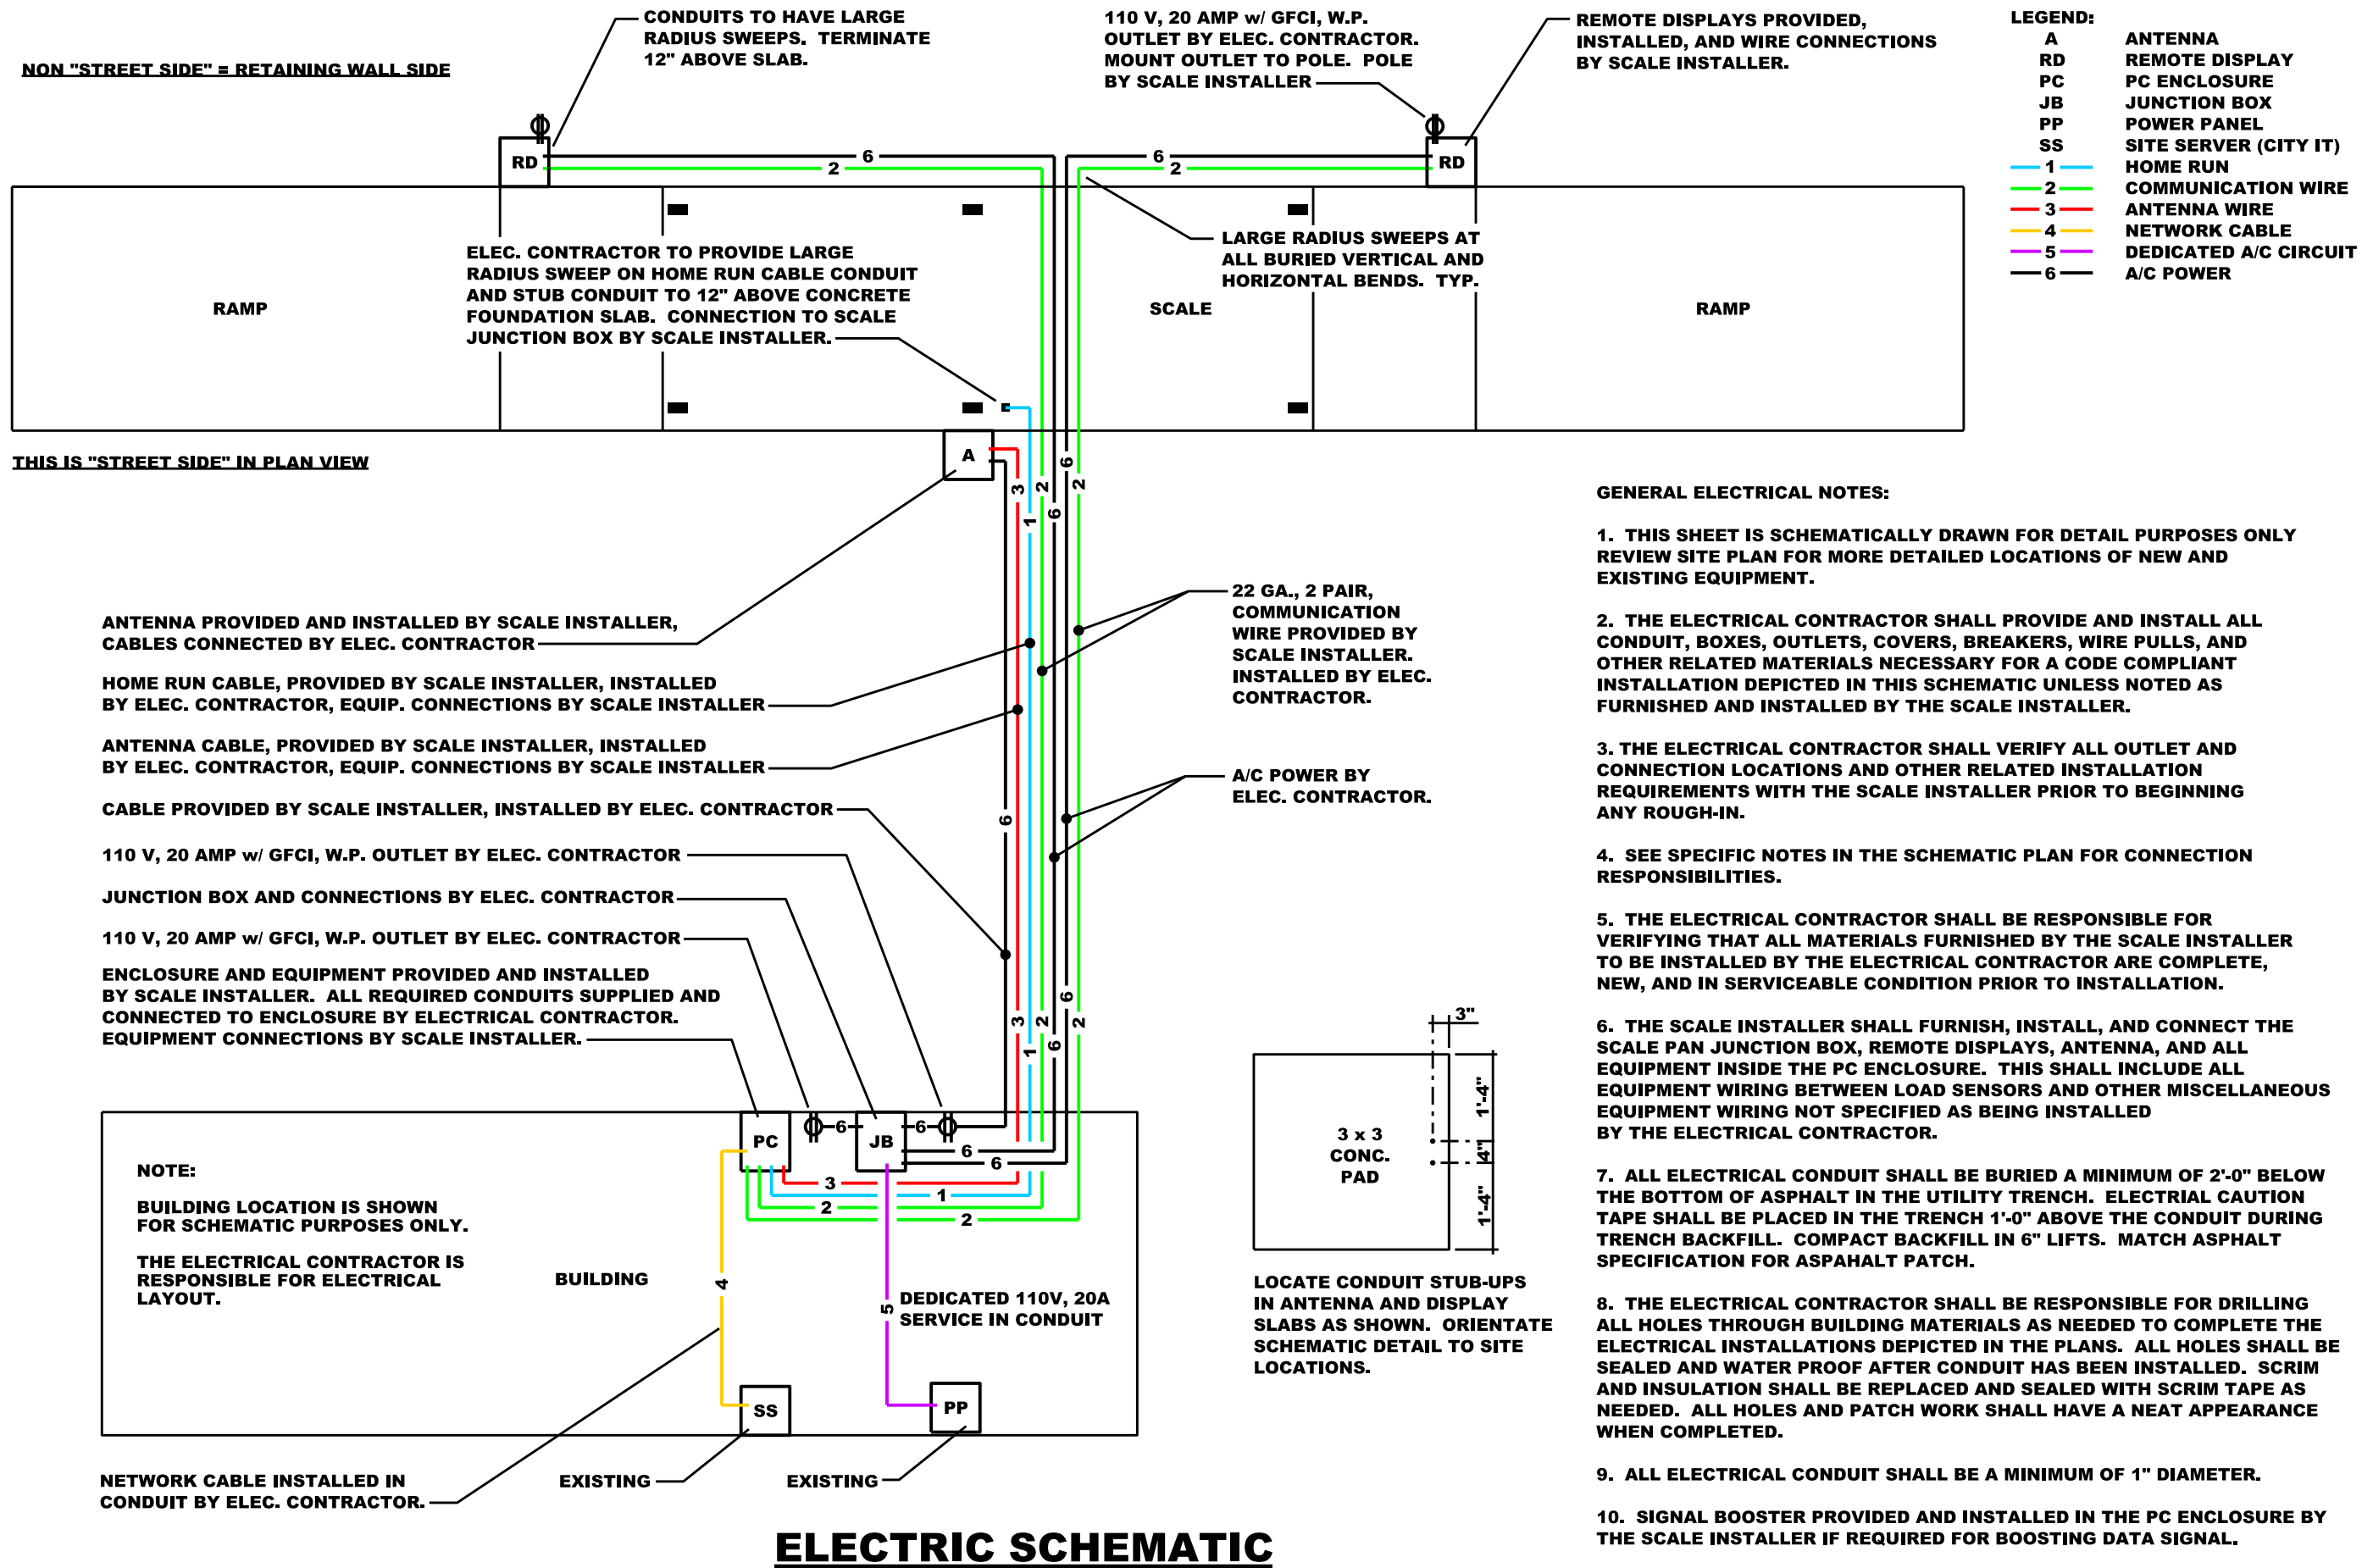 NON "STREET SIDE" = RETAINING WALL SIDE
CONDUITS TO HAVE LARGE
RADIUS SWEEPS.  TERMINATE
12" ABOVE SLAB.
110 V, 20 AMP w/ GFCI, W.P.
OUTLET BY ELEC. CONTRACTOR.
MOUNT OUTLET TO POLE.  POLE
BY SCALE INSTALLER
REMOTE DISPLAYS PROVIDED,
INSTALLED, AND WIRE CONNECTIONS
BY SCALE INSTALLER.
LEGEND:
A ANTENNA
RD REMOTE DISPLAY
PC PC ENCLOSURE
JB JUNCTION BOX
PP POWER PANEL
SS SITE SERVER (CITY IT)
1 HOME RUN
2 COMMUNICATION WIRE
3 ANTENNA WIRE
4 NETWORK CABLE
5 DEDICATED A/C CIRCUIT
6 A/C POWER
RD
6
2
6
2
RD
ELEC. CONTRACTOR TO PROVIDE LARGE
RADIUS SWEEP ON HOME RUN CABLE CONDUIT
AND STUB CONDUIT TO 12" ABOVE CONCRETE
FOUNDATION SLAB.  CONNECTION TO SCALE
JUNCTION BOX BY SCALE INSTALLER.
LARGE RADIUS SWEEPS AT
ALL BURIED VERTICAL AND
HORIZONTAL BENDS.  TYP.
RAMP
SCALE
RAMP
THIS IS "STREET SIDE" IN PLAN VIEW
A
3
1
2
6
6
2
ANTENNA PROVIDED AND INSTALLED BY SCALE INSTALLER,
CABLES CONNECTED BY ELEC. CONTRACTOR
HOME RUN CABLE, PROVIDED BY SCALE INSTALLER, INSTALLED
BY ELEC. CONTRACTOR, EQUIP. CONNECTIONS BY SCALE INSTALLER
ANTENNA CABLE, PROVIDED BY SCALE INSTALLER, INSTALLED
BY ELEC. CONTRACTOR, EQUIP. CONNECTIONS BY SCALE INSTALLER
CABLE PROVIDED BY SCALE INSTALLER, INSTALLED BY ELEC. CONTRACTOR
110 V, 20 AMP w/ GFCI, W.P. OUTLET BY ELEC. CONTRACTOR
JUNCTION BOX AND CONNECTIONS BY ELEC. CONTRACTOR
110 V, 20 AMP w/ GFCI, W.P. OUTLET BY ELEC. CONTRACTOR
ENCLOSURE AND EQUIPMENT PROVIDED AND INSTALLED
BY SCALE INSTALLER.  ALL REQUIRED CONDUITS SUPPLIED AND
CONNECTED TO ENCLOSURE BY ELECTRICAL CONTRACTOR.
EQUIPMENT CONNECTIONS BY SCALE INSTALLER.
22 GA., 2 PAIR,
COMMUNICATION
WIRE PROVIDED BY
SCALE INSTALLER.
INSTALLED BY ELEC.
CONTRACTOR.
A/C POWER BY
ELEC. CONTRACTOR.
6
3
1
2
6
6
2
PC
6
JB
6
6
6
3
1
2
2
NOTE:
BUILDING LOCATION IS SHOWN
FOR SCHEMATIC PURPOSES ONLY.
THE ELECTRICAL CONTRACTOR IS
RESPONSIBLE FOR ELECTRICAL
LAYOUT.
BUILDING
4
5
DEDICATED 110V, 20A
SERVICE IN CONDUIT
SS
PP
NETWORK CABLE INSTALLED IN
CONDUIT BY ELEC. CONTRACTOR.
EXISTING
EXISTING
3"
1'-4"
4"
1'-4"
3 x 3
CONC.
PAD
LOCATE CONDUIT STUB-UPS
IN ANTENNA AND DISPLAY
SLABS AS SHOWN.  ORIENTATE
SCHEMATIC DETAIL TO SITE
LOCATIONS.
GENERAL ELECTRICAL NOTES:
1.  THIS SHEET IS SCHEMATICALLY DRAWN FOR DETAIL PURPOSES ONLY
REVIEW SITE PLAN FOR MORE DETAILED LOCATIONS OF NEW AND
EXISTING EQUIPMENT.
2.  THE ELECTRICAL CONTRACTOR SHALL PROVIDE AND INSTALL ALL
CONDUIT, BOXES, OUTLETS, COVERS, BREAKERS, WIRE PULLS, AND
OTHER RELATED MATERIALS NECESSARY FOR A CODE COMPLIANT
INSTALLATION DEPICTED IN THIS SCHEMATIC UNLESS NOTED AS
FURNISHED AND INSTALLED BY THE SCALE INSTALLER.
3. THE ELECTRICAL CONTRACTOR SHALL VERIFY ALL OUTLET AND
CONNECTION LOCATIONS AND OTHER RELATED INSTALLATION
REQUIREMENTS WITH THE SCALE INSTALLER PRIOR TO BEGINNING
ANY ROUGH-IN.
4.  SEE SPECIFIC NOTES IN THE SCHEMATIC PLAN FOR CONNECTION
RESPONSIBILITIES.
5.  THE ELECTRICAL CONTRACTOR SHALL BE RESPONSIBLE FOR
VERIFYING THAT ALL MATERIALS FURNISHED BY THE SCALE INSTALLER
TO BE INSTALLED BY THE ELECTRICAL CONTRACTOR ARE COMPLETE,
NEW, AND IN SERVICEABLE CONDITION PRIOR TO INSTALLATION.
6.  THE SCALE INSTALLER SHALL FURNISH, INSTALL, AND CONNECT THE
SCALE PAN JUNCTION BOX, REMOTE DISPLAYS, ANTENNA, AND ALL
EQUIPMENT INSIDE THE PC ENCLOSURE.  THIS SHALL INCLUDE ALL
EQUIPMENT WIRING BETWEEN LOAD SENSORS AND OTHER MISCELLANEOUS
EQUIPMENT WIRING NOT SPECIFIED AS BEING INSTALLED
BY THE ELECTRICAL CONTRACTOR.
7.  ALL ELECTRICAL CONDUIT SHALL BE BURIED A MINIMUM OF 2'-0" BELOW
THE BOTTOM OF ASPHALT IN THE UTILITY TRENCH.  ELECTRIAL CAUTION
TAPE SHALL BE PLACED IN THE TRENCH 1'-0" ABOVE THE CONDUIT DURING
TRENCH BACKFILL.  COMPACT BACKFILL IN 6" LIFTS.  MATCH ASPHALT
SPECIFICATION FOR ASPAHALT PATCH.
8.  THE ELECTRICAL CONTRACTOR SHALL BE RESPONSIBLE FOR DRILLING
ALL HOLES THROUGH BUILDING MATERIALS AS NEEDED TO COMPLETE THE
ELECTRICAL INSTALLATIONS DEPICTED IN THE PLANS.  ALL HOLES SHALL BE
SEALED AND WATER PROOF AFTER CONDUIT HAS BEEN INSTALLED.  SCRIM
AND INSULATION SHALL BE REPLACED AND SEALED WITH SCRIM TAPE AS
NEEDED.  ALL HOLES AND PATCH WORK SHALL HAVE A NEAT APPEARANCE
WHEN COMPLETED.
9.  ALL ELECTRICAL CONDUIT SHALL BE A MINIMUM OF 1" DIAMETER.
10.  SIGNAL BOOSTER PROVIDED AND INSTALLED IN THE PC ENCLOSURE BY
THE SCALE INSTALLER IF REQUIRED FOR BOOSTING DATA SIGNAL.
ELECTRIC SCHEMATIC